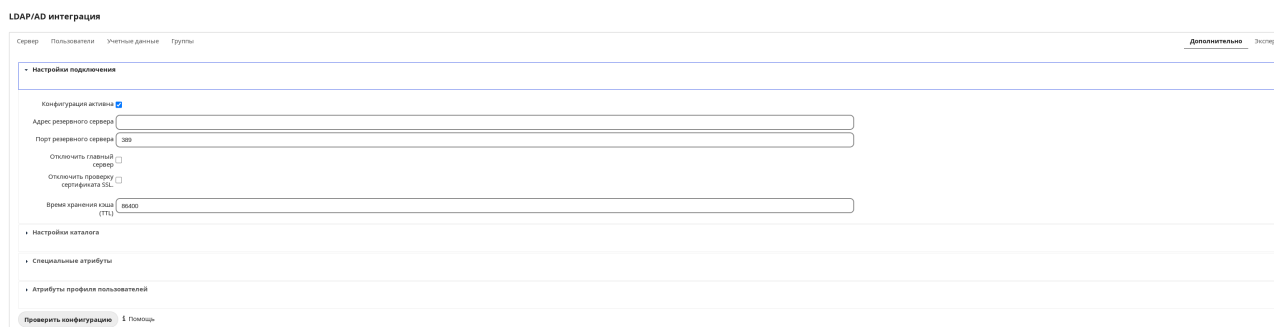 LDAP/AD интеграция
Сервер Пользователи Учетные данные Группы Дополнительно Экспер
Настройки подключения
Конфигурация активна
Адрес резервного сервера
Порт резервного сервера 389
Отключить главный
сервер
Отключить проверку
сертификата SSL.
Время хранения кэша 86400
(TTL)
Настройки каталога
Специальные атрибуты
Атрибуты профиля пользователей
Проверить конфигурацию i Помощь